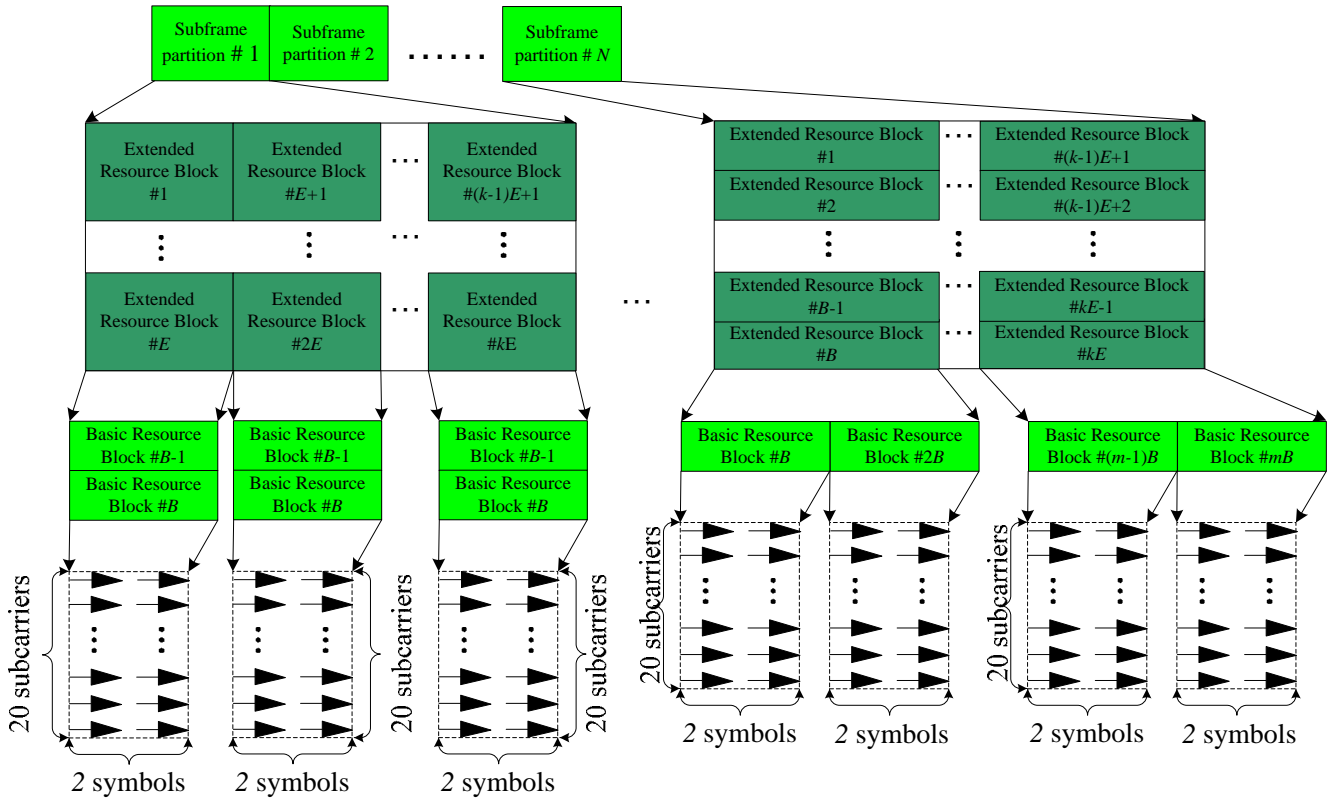 Subframe
partition # 1
Subframe
partition # 2
Subframe
partition # N
Extended
Resource Block
#1
Extended
Resource Block
#E+1
Extended
Resource Block
#(k-1)E+1
Extended
Resource Block
#E
Extended
Resource Block
#2E
Extended
Resource Block
#kE
Extended Resource Block
#1
Extended Resource Block
#(k-1)E+1
Extended Resource Block
#2
Extended Resource Block
#(k-1)E+2
Extended Resource Block
#B-1
Extended Resource Block
#kE-1
Extended Resource Block
#B
Extended Resource Block
#kE
Basic Resource
Block #B-1
Basic Resource
Block #B
Basic Resource
Block #B-1
Basic Resource
Block #B
Basic Resource
Block #B-1
Basic Resource
Block #B
Basic Resource
Block #B
Basic Resource
Block #2B
Basic Resource
Block #(m-1)B
Basic Resource
Block #mB
20 subcarriers
20 subcarriers
20 subcarriers
20 subcarriers
20 subcarriers
2 symbols
2 symbols
2 symbols
2 symbols
2 symbols
2 symbols
2 symbols